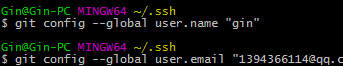 Gin@Gin-PC MINGW64 ~/.ssh
$ git config --global user.name "gin"
Gin@Gin-PC MINGW64 ~/.ssh
$ git config --global user.email "1394366114@qq.c